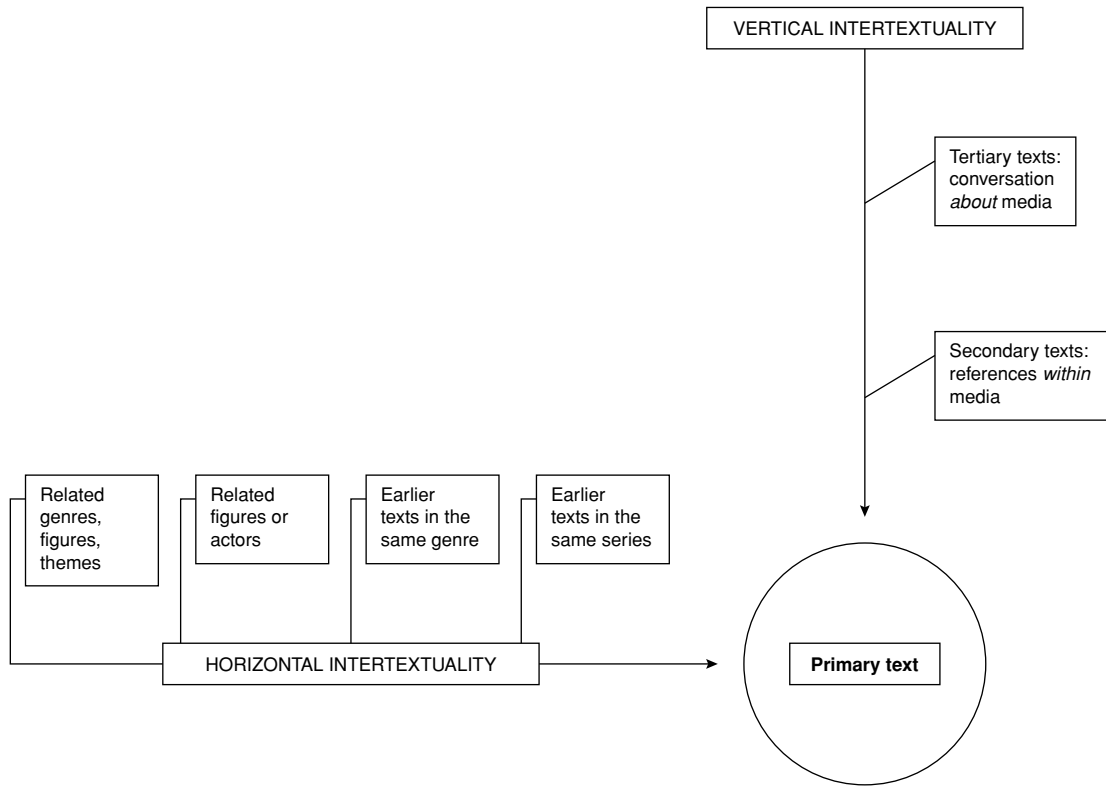 VERTICAL INTERTEXTUALITY
Tertiary texts:
conversation
about media
Secondary texts:
references within
media
Related
genres,
figures,
themes
Related
figures or
actors
Earlier
texts in the
same genre
Earlier
texts in the
same series
HORIZONTAL INTERTEXTUALITY
Primary text